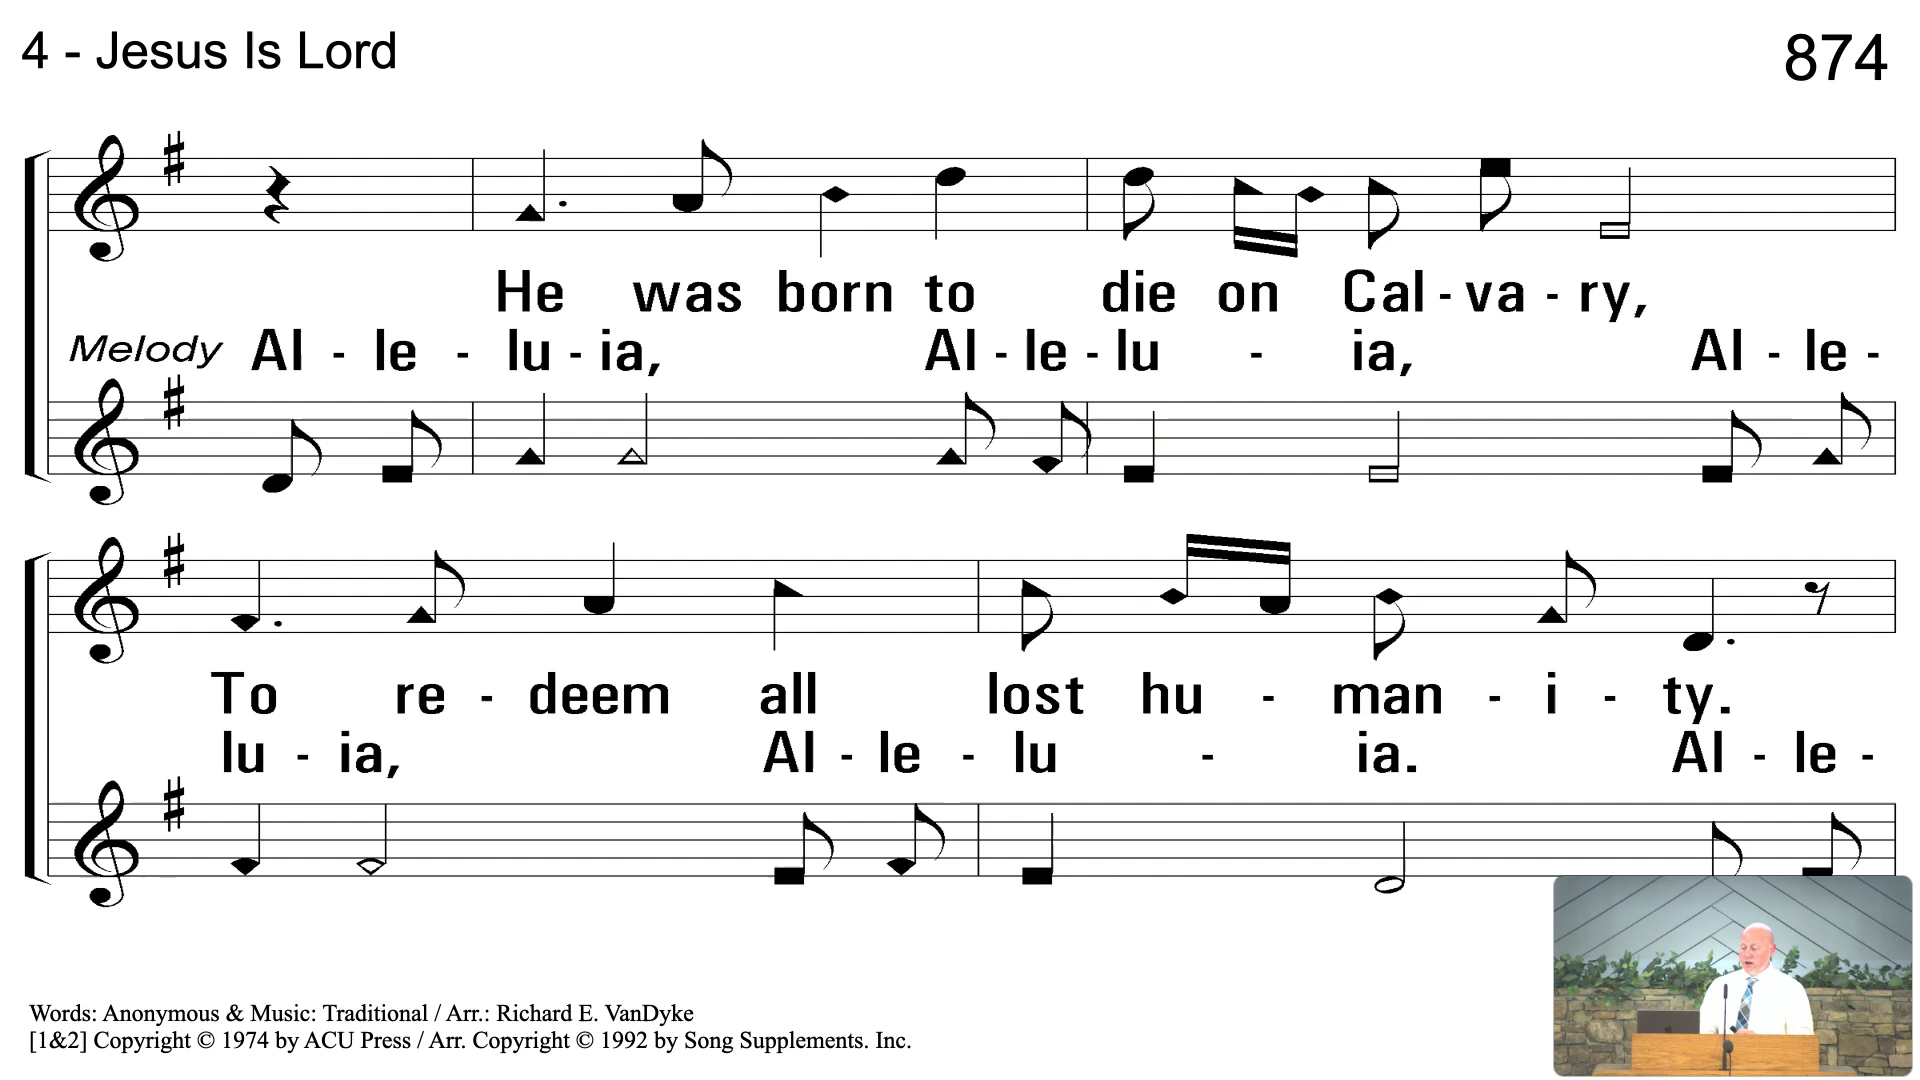 4 - Jesus Is Lord
874
He was born to die on Cal - va - ry,
Melody Al - le - lu - ia, Al - le - lu - ia, Al - le -
To re - deem all lost hu - man - i - ty.
lu - ia, Al - le - lu - ia. Al - le -
Words: Anonymous & Music: Traditional / Arr.: Richard E. VanDyke
[1&2] Copyright © 1974 by ACU Press / Arr. Copyright © 1992 by Song Supplements. Inc.